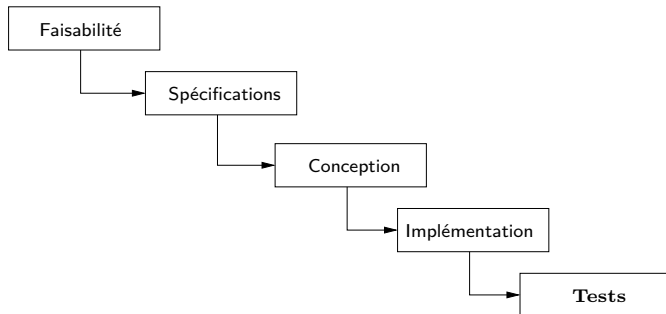 Faisabilité
Spécifications
Conception
Implémentation
Tests